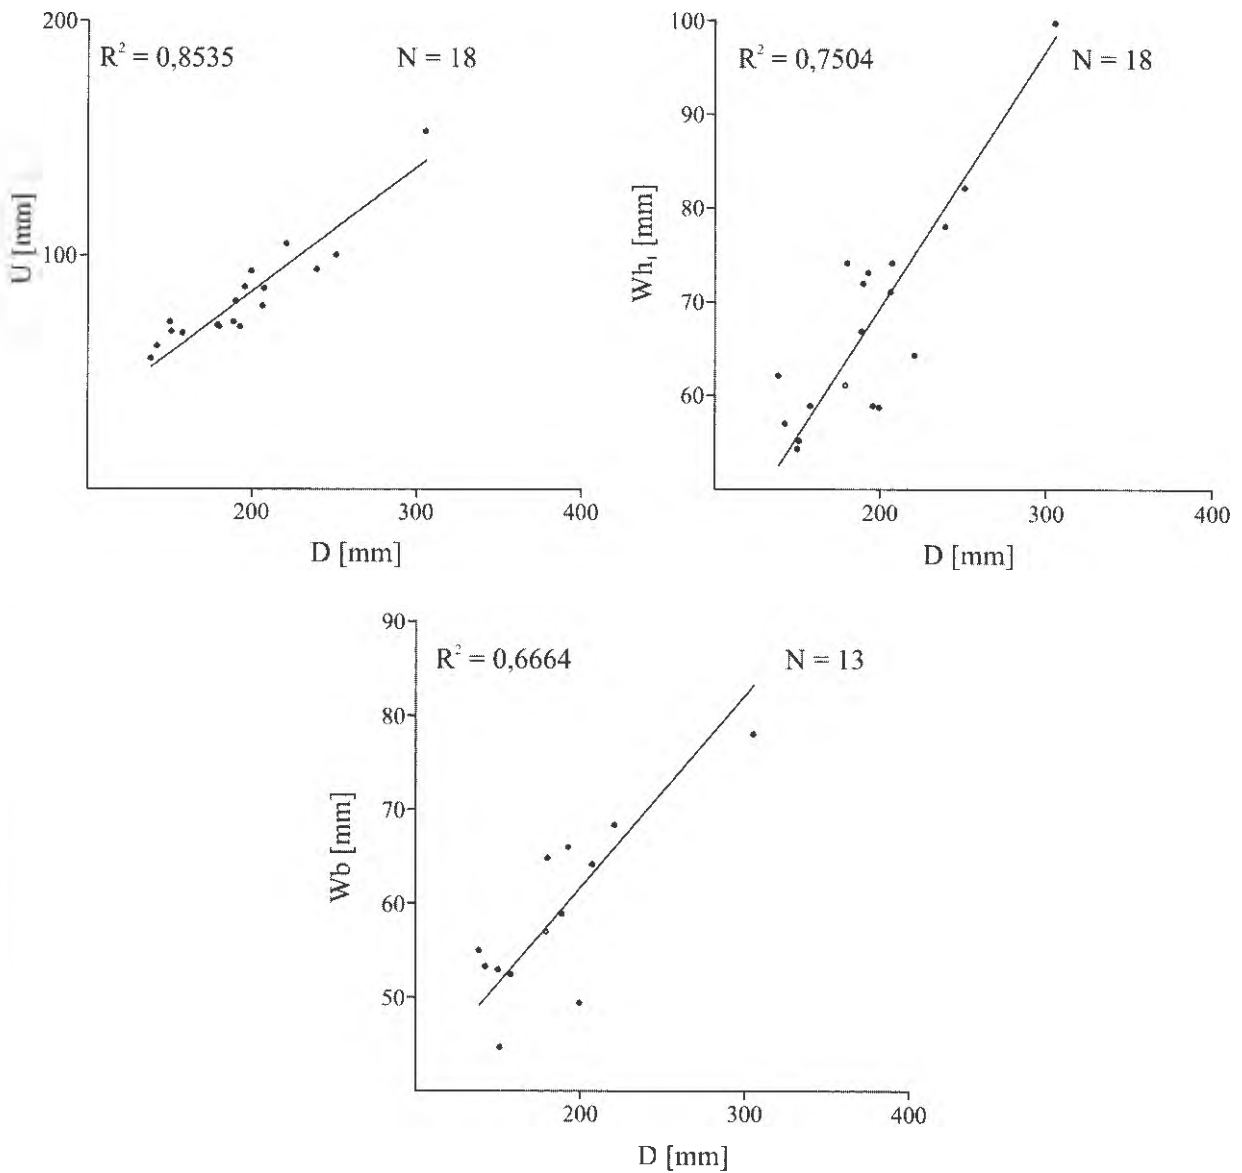 200
R² = 0,8535 N = 18
U [mm]
100
200 300 400
D [mm]
100
R² = 0,7504 N = 18
90
Wh₁ [mm]
80
70
60
200 300 400
D [mm]
90
R² = 0,6664 N = 13
80
Wb [mm]
70
60
50
200 300 400
D [mm]